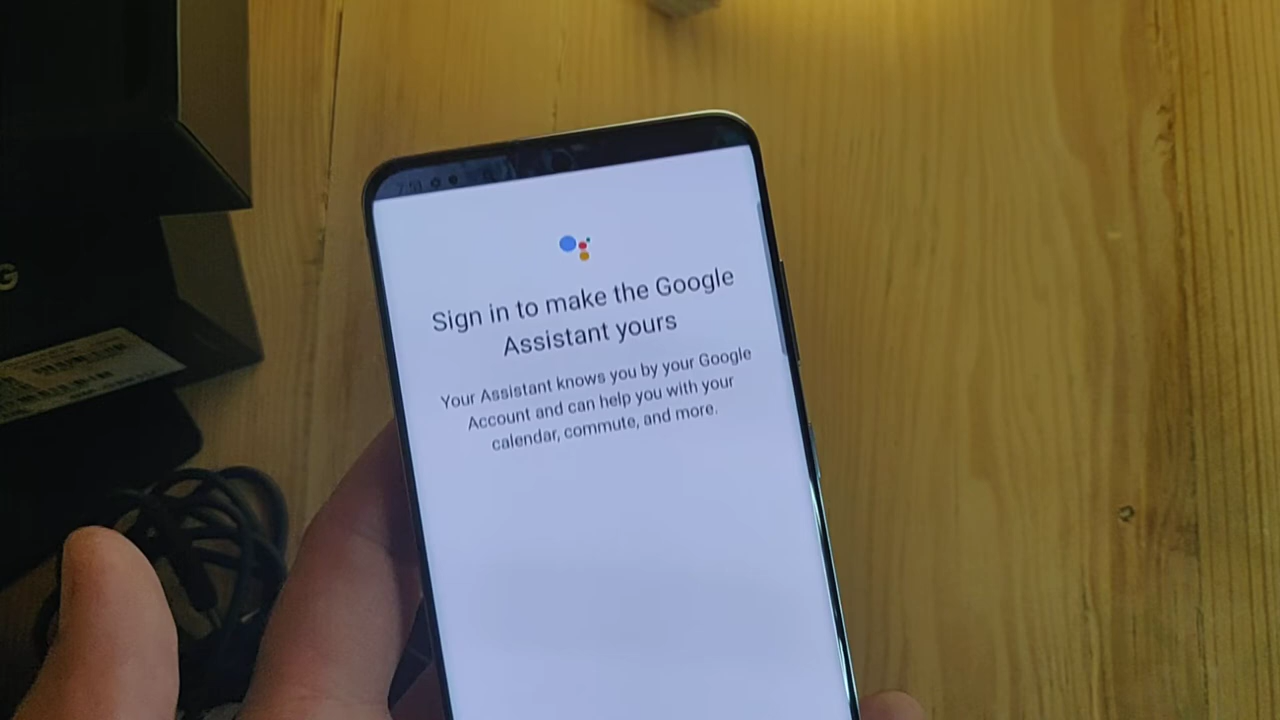 Sign in to make the Google
Assistant yours
Your Assistant knows you by your Google
Account and can help you with your
calendar, commute, and more.
G